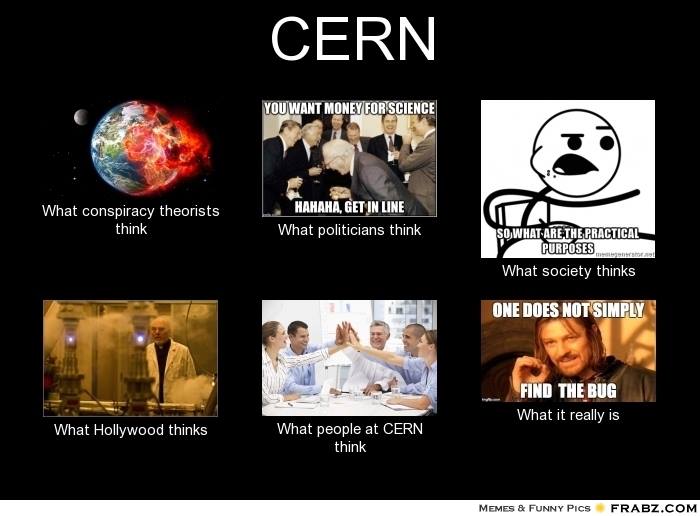 CERN
YOU WANT MONEY FOR SCIENCE
HAHAHA, GET IN LINE
What conspiracy theorists
think
What politicians think
SO WHAT ARE THE PRACTICAL
PURPOSES
memegenerator.net
What society thinks
What Hollywood thinks
What people at CERN
think
ONE DOES NOT SIMPLY
FIND THE BUG
imgflip.com
What it really is
MEMES & FUNNY PICS FRABZ.COM